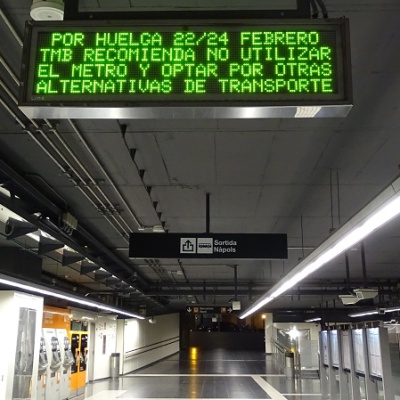 POR HUELGA 22/24 FEBRERO
TMB RECOMIENDA NO UTILIZAR
EL METRO Y OPTAR POR OTRAS
ALTERNATIVAS DE TRANSPORTE
Sortida
Nàpols